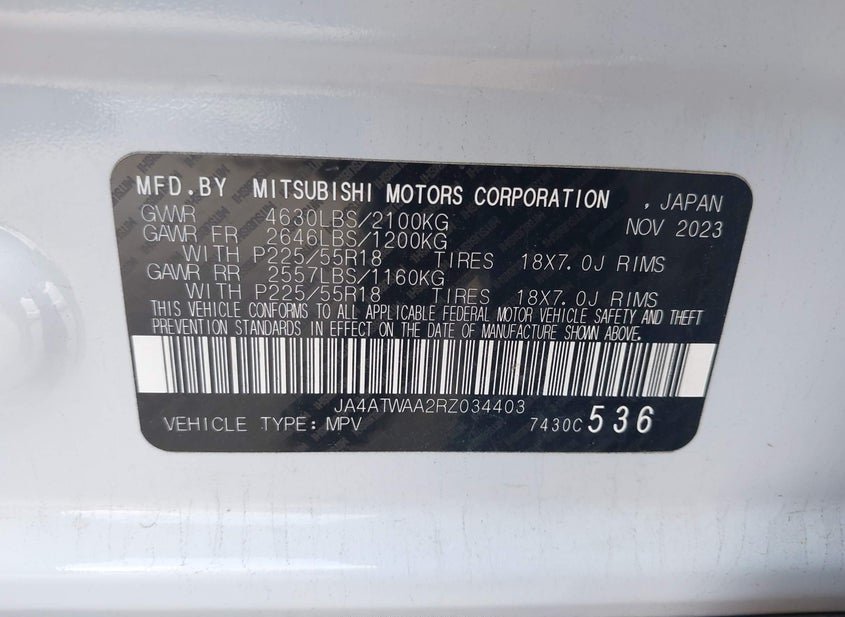 MFD.BY MITSUBISHI MOTORS CORPORATION , JAPAN
GVWR 4630LBS/2100KG NOV 2023
GAWR FR 2646LBS/1200KG
WITH P225/55R18 TIRES 18X7.0J RIMS
GAWR RR 2557LBS/1160KG
WITH P225/55R18 TIRES 18X7.0J RIMS
THIS VEHICLE CONFORMS TO ALL APPLICABLE FEDERAL MOTOR VEHICLE SAFETY AND THEFT
PREVENTION STANDARDS IN EFFECT ON THE DATE OF MANUFACTURE SHOWN ABOVE.
JA4ATWAA2RZ034403
VEHICLE TYPE: MPV 7430C 536